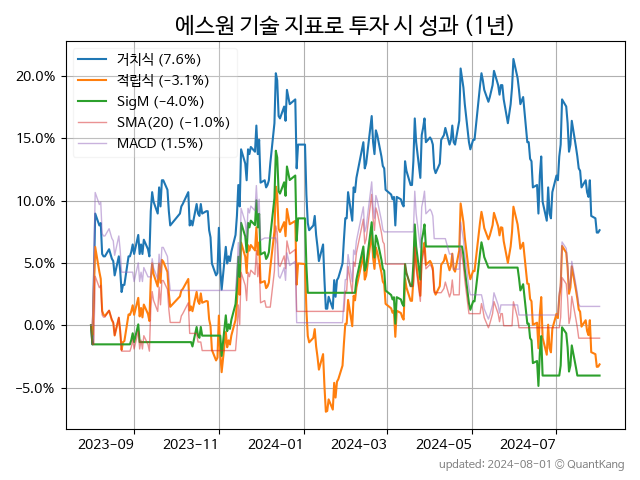 에스원 기술 지표로 투자 시 성과 (1년)
거치식 (7.6%)
적립식 (−3.1%)
SigM (−4.0%)
SMA(20) (−1.0%)
MACD (1.5%)
20.0%
15.0%
10.0%
5.0%
0.0%
−5.0%
2023-09
2023-11
2024-01
2024-03
2024-05
2024-07
updated: 2024-08-01 © QuantKang